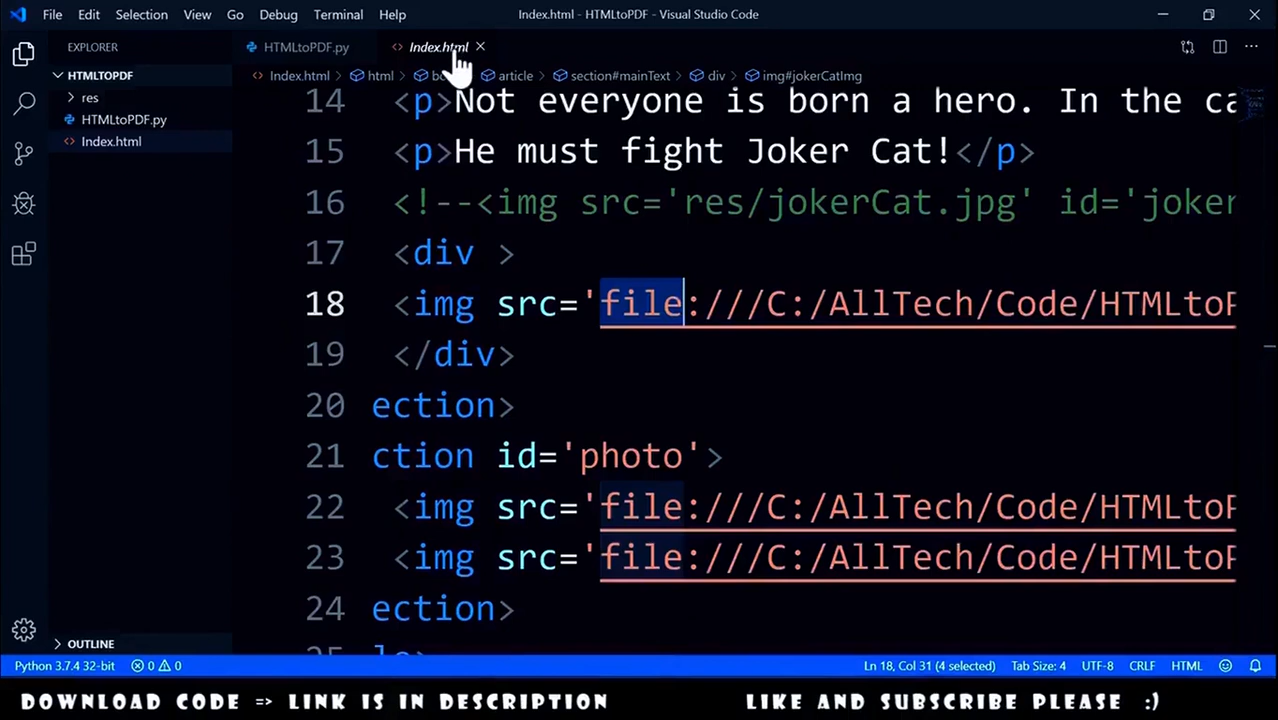 File Edit Selection View Go Debug Terminal Help Index.html - HTMLtoPDF - Visual Studio Code
EXPLORER
HTMLtoPDF.py
Index.html
HTMLTOPDF
res
HTMLtoPDF.py
Index.html
Index.html html article section#mainText div img#jokerCatImg
14 <p>Not everyone is born a hero. In the ca
15 <p>He must fight Joker Cat!</p>
16 <!--<img src='res/jokerCat.jpg' id='joker
17 <div >
18 <img src='file:///C:/AllTech/Code/HTMLtoP
19 </div>
20 ection>
21 ction id='photo'>
22 <img src='file:///C:/AllTech/Code/HTMLtoP
23 <img src='file:///C:/AllTech/Code/HTMLtoP
24 ection>
OUTLINE
Python 3.7.4 32-bit 0 0 Ln 18, Col 31 (4 selected) Tab Size: 4 UTF-8 CRLF HTML
DOWNLOAD CODE => LINK IS IN DESCRIPTION LIKE AND SUBSCRIBE PLEASE :)